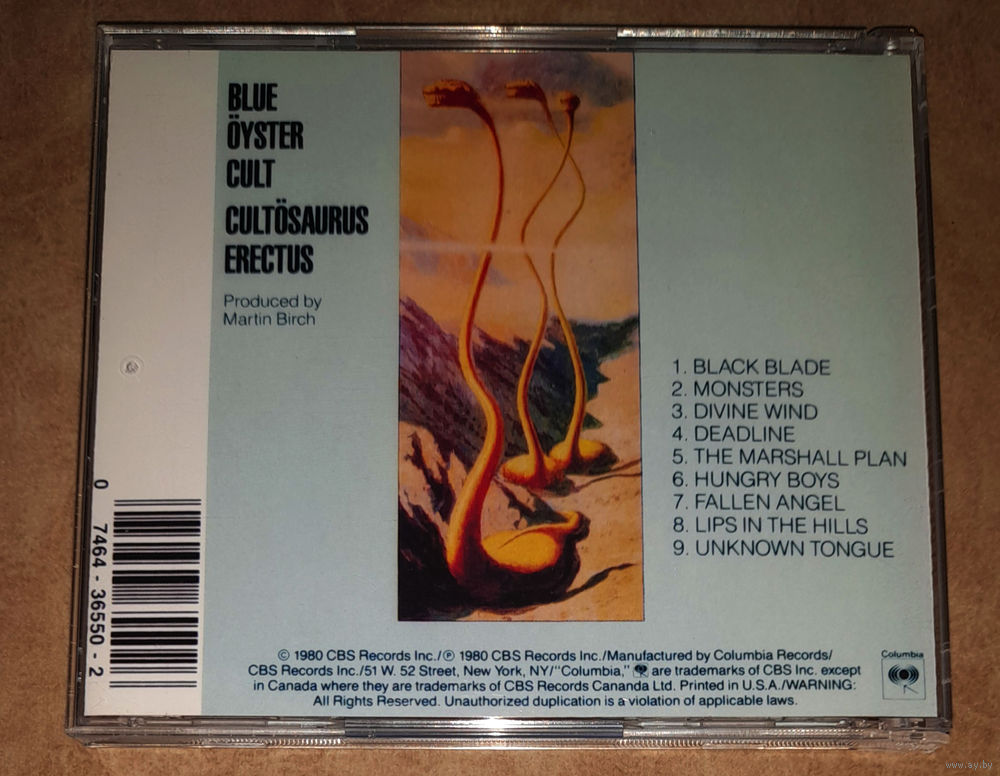 BLUE
ÖYSTER
CULT
CULTÖSAURUS
ERECTUS
Produced by
Martin Birch
1. BLACK BLADE
2. MONSTERS
3. DIVINE WIND
4. DEADLINE
5. THE MARSHALL PLAN
6. HUNGRY BOYS
7. FALLEN ANGEL
8. LIPS IN THE HILLS
9. UNKNOWN TONGUE
0 7464 - 36550 - 2
© 1980 CBS Records Inc./℗ 1980 CBS Records Inc./Manufactured by Columbia Records/
CBS Records Inc./51 W. 52 Street, New York, NY/"Columbia," are trademarks of CBS Inc. except
in Canada where they are trademarks of CBS Records Cananda Ltd. Printed in U.S.A./WARNING:
All Rights Reserved. Unauthorized duplication is a violation of applicable laws.
Columbia
www.ay.by